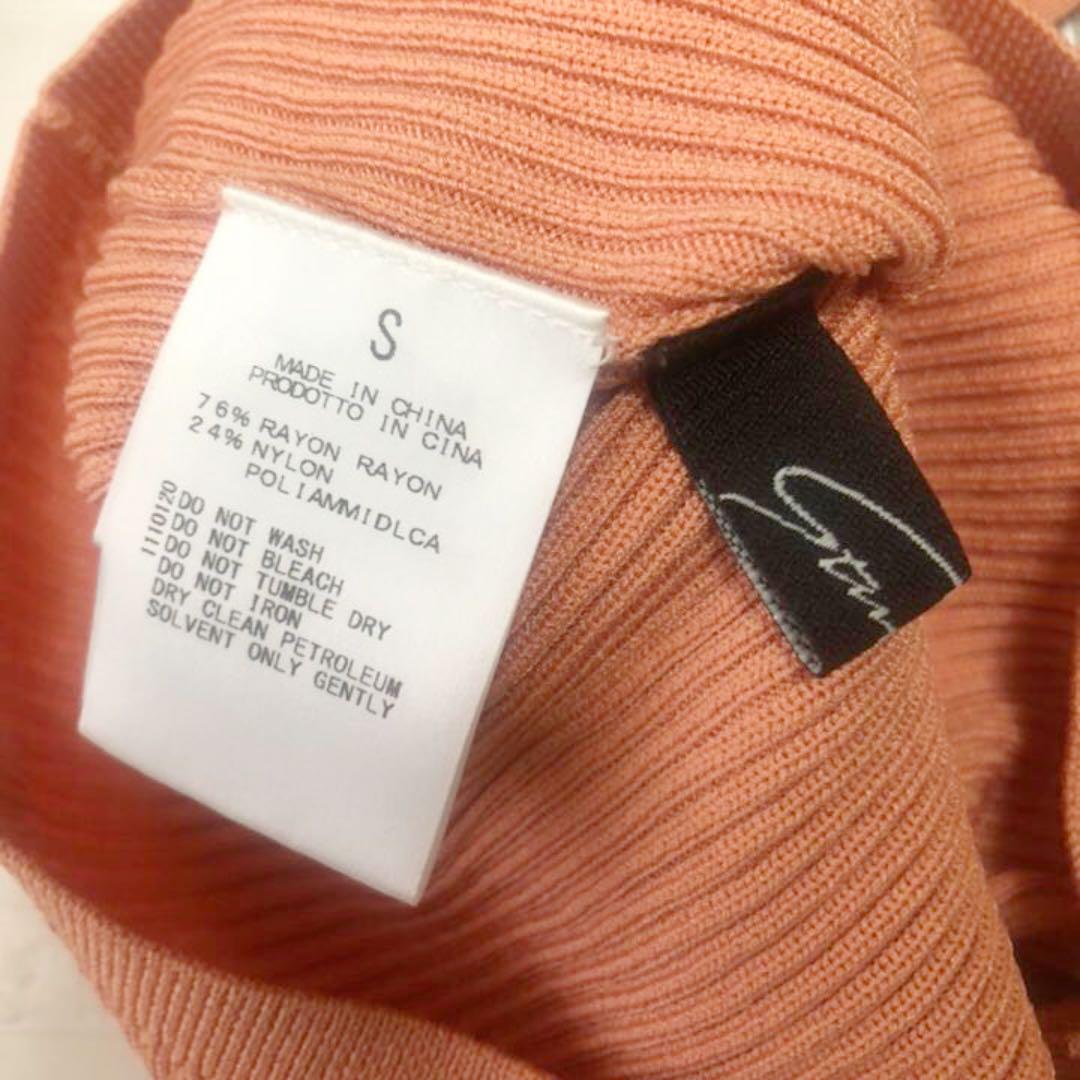 S
MADE IN CHINA
PRODOTTO IN CINA
76% RAYON RAYON
24% NYLON
POLIAMMIDLCA
1110120
DO NOT WASH
DO NOT BLEACH
DO NOT TUMBLE DRY
DO NOT IRON
DRY CLEAN PETROLEUM
SOLVENT ONLY GENTLY